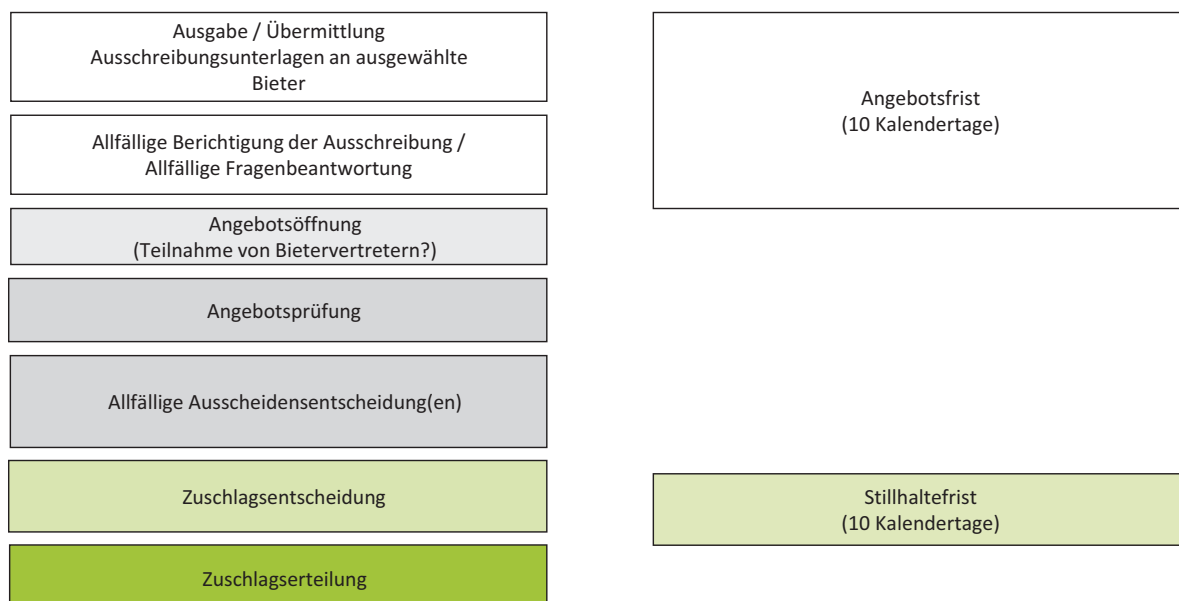 Ausgabe / Übermittlung
Ausschreibungsunterlagen an ausgewählte
Bieter
Angebotsfrist
(10 Kalendertage)
Allfällige Berichtigung der Ausschreibung /
Allfällige Fragenbeantwortung
Angebotsöffnung
(Teilnahme von Bietervertretern?)
Angebotsprüfung
Allfällige Ausscheidensentscheidung(en)
Zuschlagsentscheidung
Stillhaltefrist
(10 Kalendertage)
Zuschlagserteilung